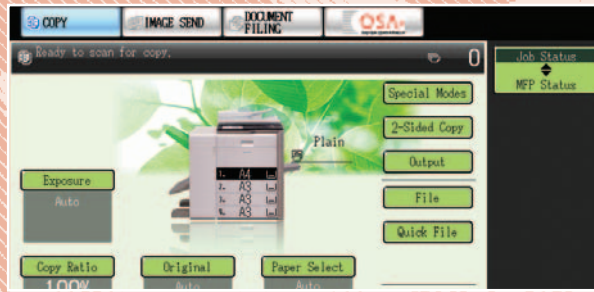 COPY
IMAGE SEND
DOCUMENT
FILING
OSA
Ready to scan for copy.
0
Job Status
MFP Status
Special Modes
2-Sided Copy
Plain
Output
1. A4
2. A3
3. A3
4. A3
Exposure
Auto
File
Quick File
Copy Ratio
Original
Paper Select
100%
Auto
Auto